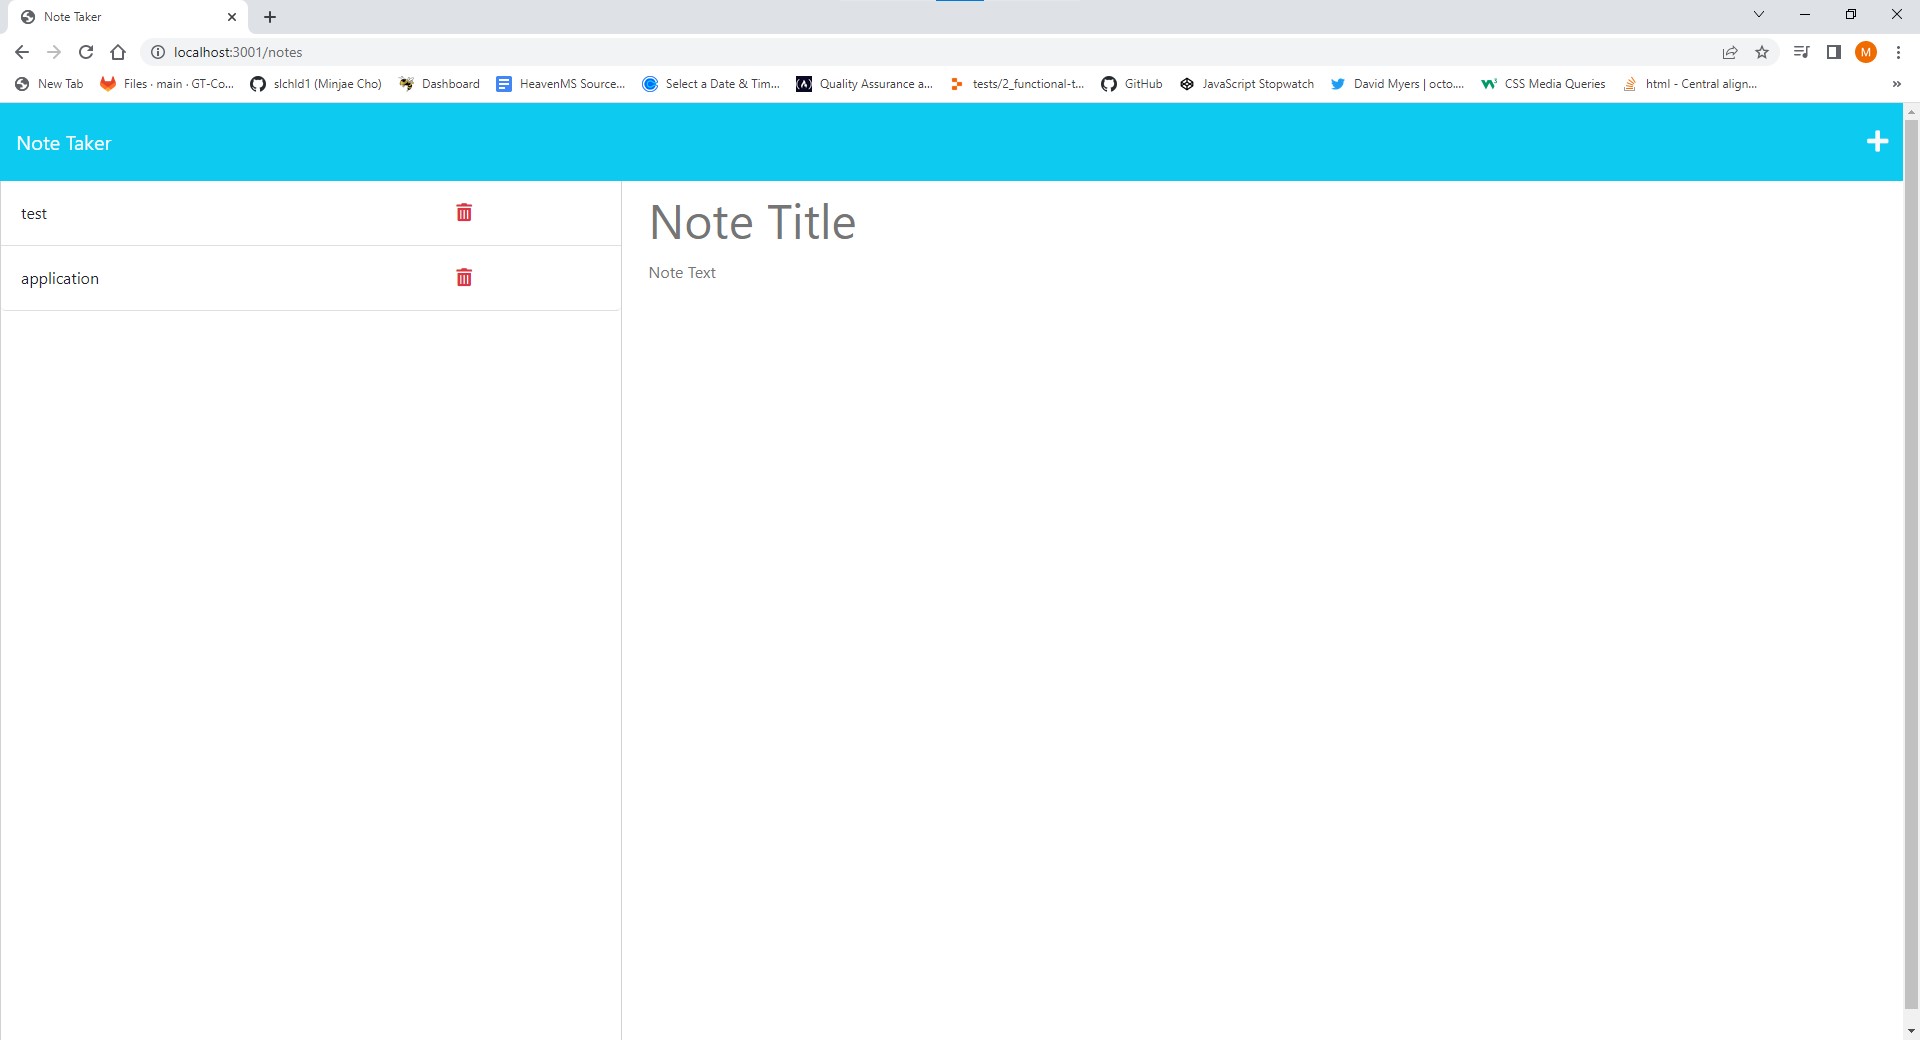 Note Taker
localhost:3001/notes
M
New Tab
Files · main · GT-Co...
slchld1 (Minjae Cho)
Dashboard
HeavenMS Source...
Select a Date & Tim...
Quality Assurance a...
tests/2_functional-t...
GitHub
JavaScript Stopwatch
David Myers | octo....
CSS Media Queries
html - Central align...
Note Taker
test
application
Note Title
Note Text